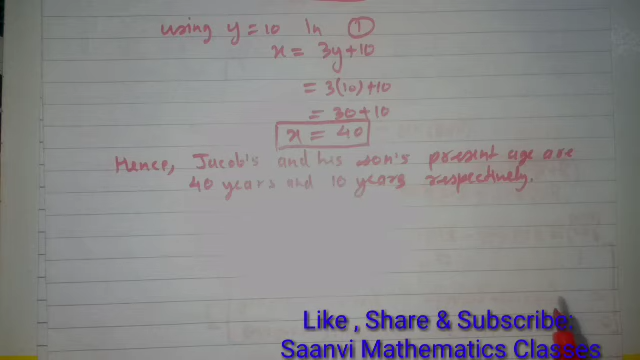 using y = 10 In ①
x = 3y+10
= 3(10)+10
= 30+10
x = 40
Hence, Jacob's and his son's present age are
40 years and 10 years respectively.
Like , Share & Subscribe:
Saanvi Mathematics Classes